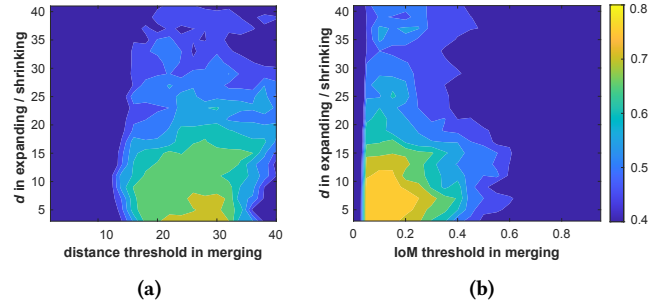 d in expanding / shrinking
40
35
30
25
20
15
10
5
10 20 30 40
distance threshold in merging
(a)
d in expanding / shrinking
40
35
30
25
20
15
10
5
0 0.2 0.4 0.6 0.8
IoM threshold in merging
(b)
0.8
0.7
0.6
0.5
0.4